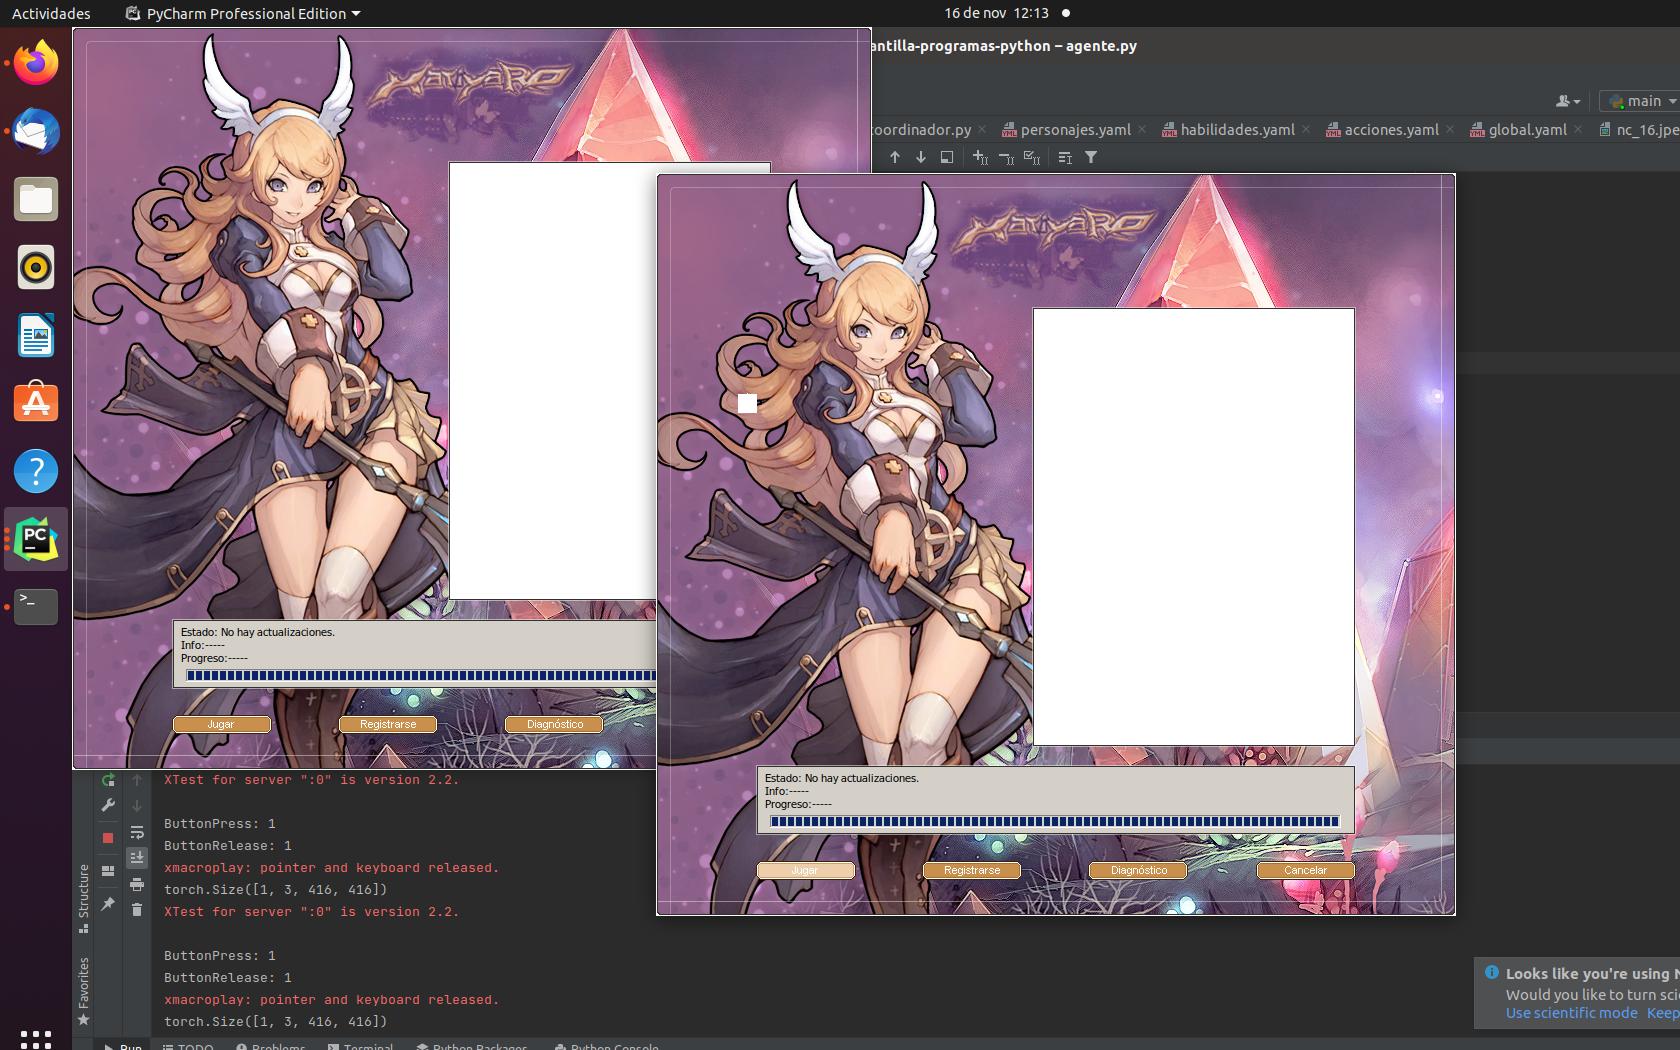 Actividades
PyCharm Professional Edition
16 de nov 12:13
antilla-programas-python – agente.py
main
coordinador.py
personajes.yaml
habilidades.yaml
acciones.yaml
global.yaml
nc_16.jpe
XatiyaRO
XatiyaRO
Estado: No hay actualizaciones.
Info:-----
Progreso:-----
Jugar
Registrarse
Diagnóstico
Estado: No hay actualizaciones.
Info:-----
Progreso:-----
Jugar
Registrarse
Diagnóstico
Cancelar
XTest for server ":0" is version 2.2.
ButtonPress: 1
ButtonRelease: 1
xmacroplay: pointer and keyboard released.
torch.Size([1, 3, 416, 416])
XTest for server ":0" is version 2.2.
ButtonPress: 1
ButtonRelease: 1
xmacroplay: pointer and keyboard released.
torch.Size([1, 3, 416, 416])
Structure
Favorites
Looks like you're using N
Would you like to turn scie
Use scientific mode Keep
Run
TODO
Problems
Terminal
Python Packages
Python Console